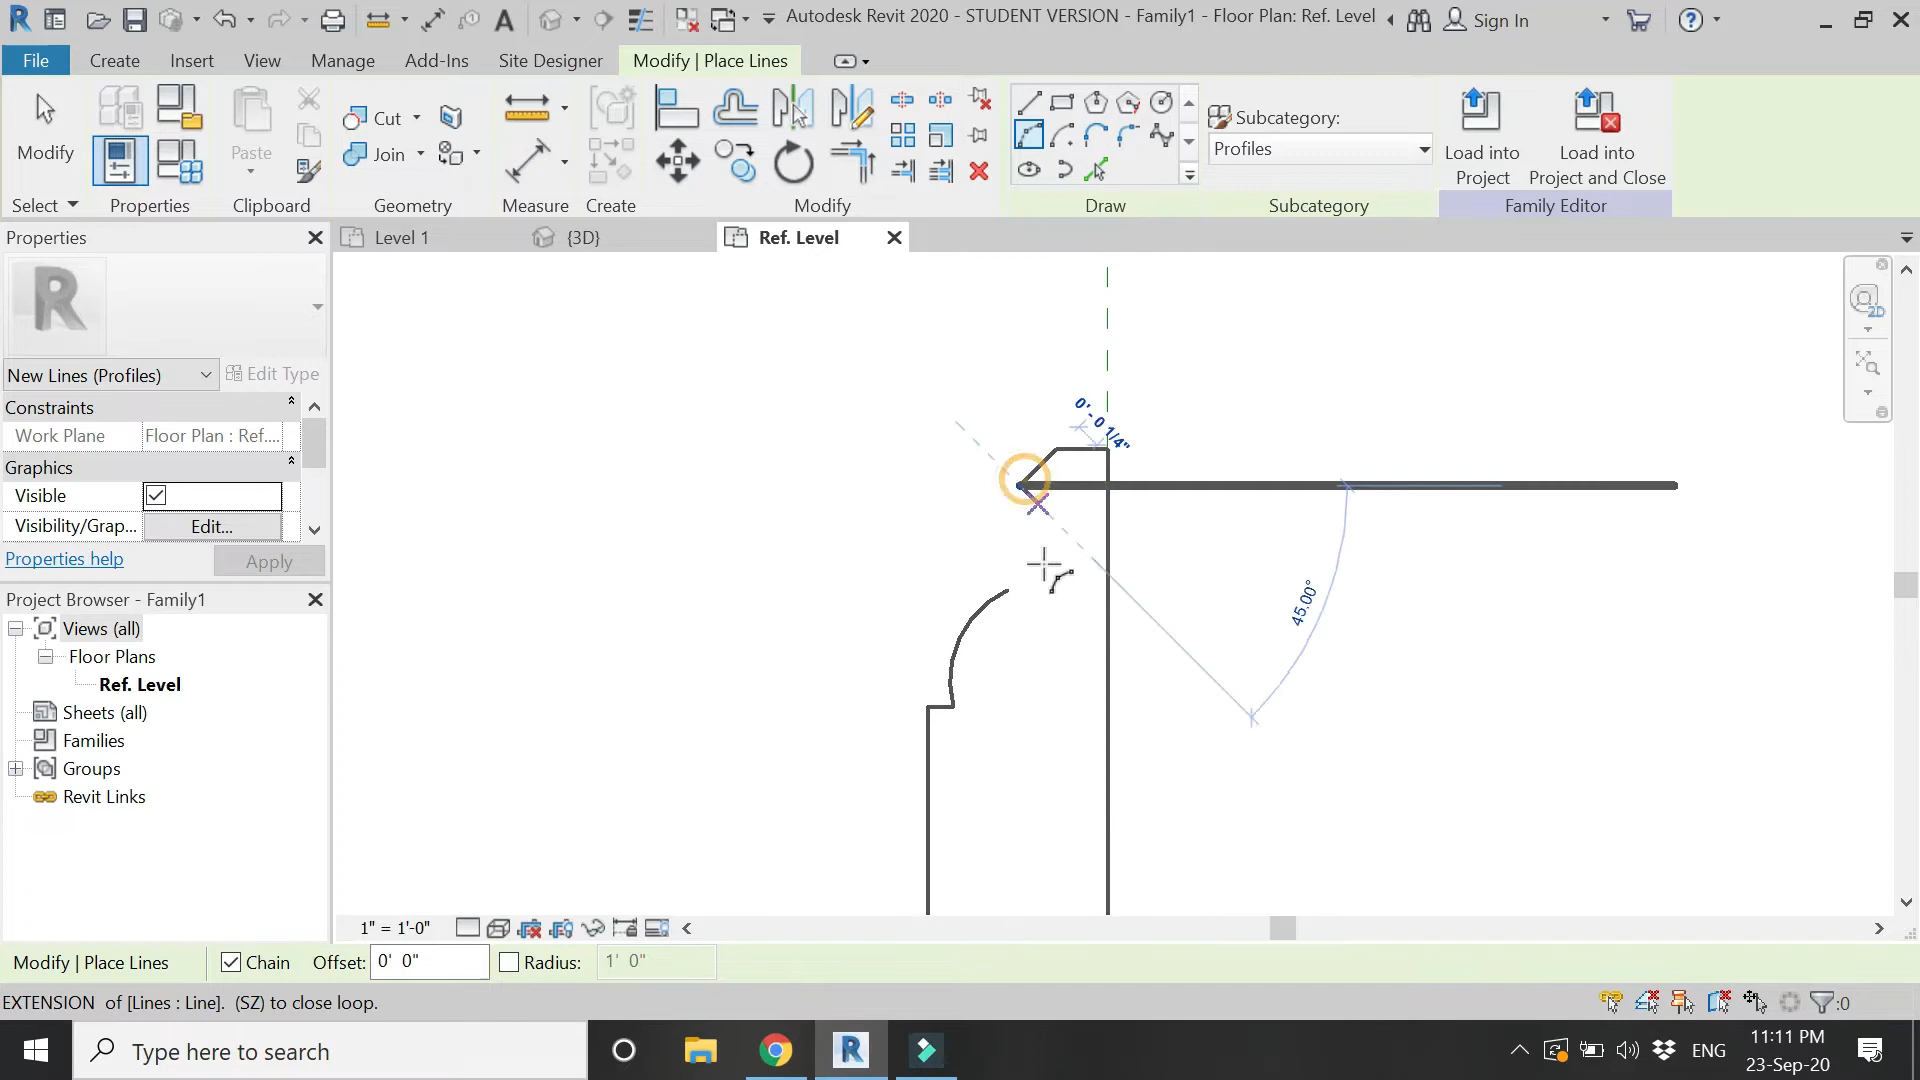 Autodesk Revit 2020 - STUDENT VERSION - Family1 - Floor Plan: Ref. Level
Sign In
File Create Insert View Manage Add-Ins Site Designer Modify | Place Lines
Modify
Cut
Join
Paste
Subcategory:
Profiles
Load into
Project
Load into
Project and Close
Select Properties Clipboard Geometry Measure Create Modify Draw Subcategory Family Editor
Properties
Level 1 {3D} Ref. Level
2D
New Lines (Profiles) Edit Type
Constraints
Work Plane Floor Plan : Ref....
Graphics
Visible
Visibility/Grap... Edit...
Properties help Apply
0' - 0 1/4"
45.00°
Project Browser - Family1
Views (all)
Floor Plans
Ref. Level
Sheets (all)
Families
Groups
Revit Links
1" = 1'-0"
Modify | Place Lines Chain Offset: 0' 0" Radius: 1' 0"
EXTENSION of [Lines : Line]. (SZ) to close loop.
:0
Type here to search
ENG
11:11 PM
23-Sep-20